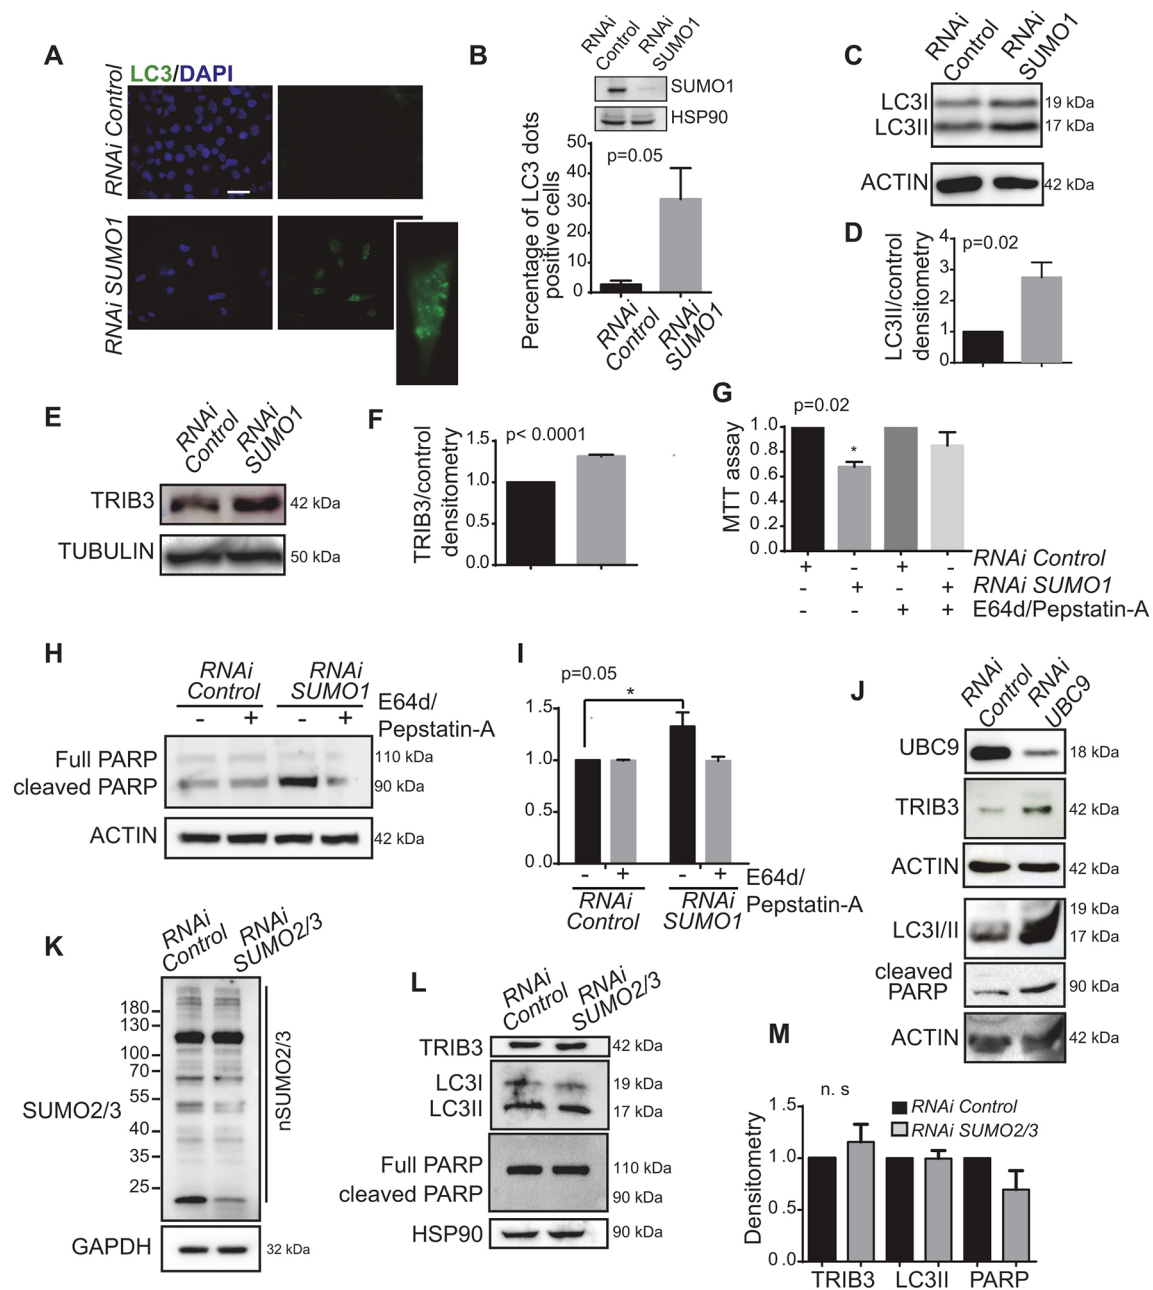 A
LC3/DAPI
RNAi Control
RNAi SUMO1
B
RNAi Control
RNAi SUMO1
SUMO1
HSP90
p=0.05
Percentage of LC3 dots positive cells
50
40
30
20
10
0
RNAi Control
RNAi SUMO1
C
RNAi Control
RNAi SUMO1
LC3I 19 kDa
LC3II 17 kDa
ACTIN 42 kDa
D
p=0.02
LC3II/control densitometry
4
3
2
1
0
E
RNAi Control
RNAi SUMO1
TRIB3 42 kDa
TUBULIN 50 kDa
F
p< 0.0001
TRIB3/control densitometry
1.5
1.0
0.5
0.0
G
p=0.02
MTT assay
1.0
0.8
0.6
0.4
0.2
0.0
*
+ - + - RNAi Control
- + - + RNAi SUMO1
- - + + E64d/Pepstatin-A
H
RNAi Control
RNAi SUMO1
- + - + E64d/
Pepstatin-A
Full PARP 110 kDa
cleaved PARP 90 kDa
ACTIN 42 kDa
I
p=0.05
*
1.5
1.0
0.5
0.0
- + - + E64d/
Pepstatin-A
RNAi Control
RNAi SUMO1
J
RNAi Control
RNAi UBC9
UBC9 18 kDa
TRIB3 42 kDa
ACTIN 42 kDa
19 kDa
LC3I/II 17 kDa
cleaved PARP 90 kDa
ACTIN 42 kDa
K
RNAi Control
RNAi SUMO2/3
180
130
100
70
55
40
35
25
SUMO2/3
nSUMO2/3
GAPDH 32 kDa
L
RNAi Control
RNAi SUMO2/3
TRIB3 42 kDa
LC3I 19 kDa
LC3II 17 kDa
Full PARP 110 kDa
cleaved PARP 90 kDa
HSP90 90 kDa
M
n. s
RNAi Control
RNAi SUMO2/3
Densitometry
1.5
1.0
0.5
0.0
TRIB3 LC3II PARP